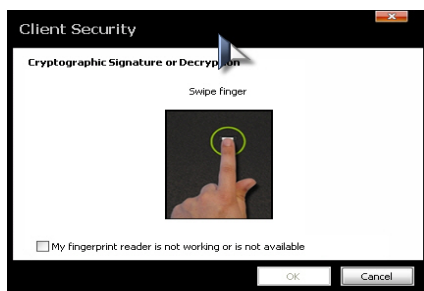 Client Security
Cryptographic Signature or Decryption
Swipe finger
My fingerprint reader is not working or is not available
OK
Cancel